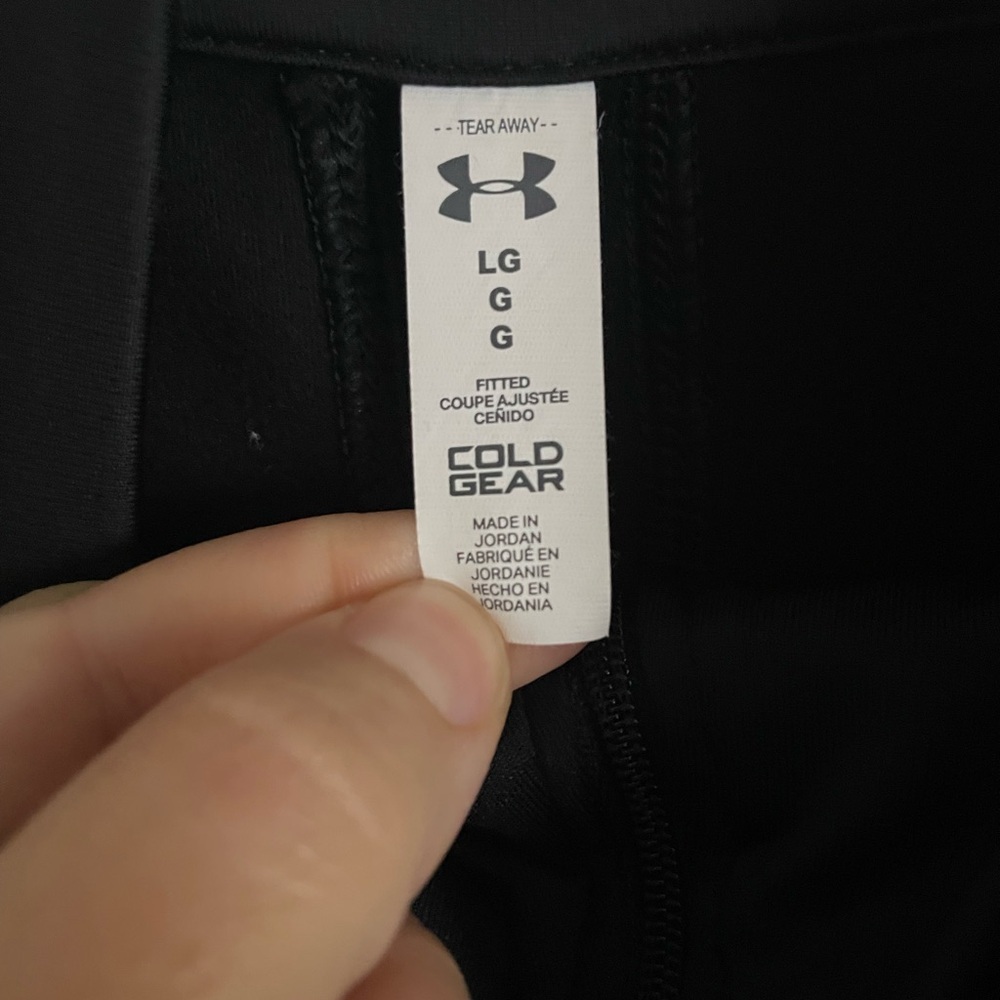 - - -TEAR AWAY- -
LG
G
G
FITTED
COUPE AJUSTÉE
CEÑIDO
COLD
GEAR
MADE IN
JORDAN
FABRIQUÉ EN
JORDANIE
HECHO EN
JORDANIA